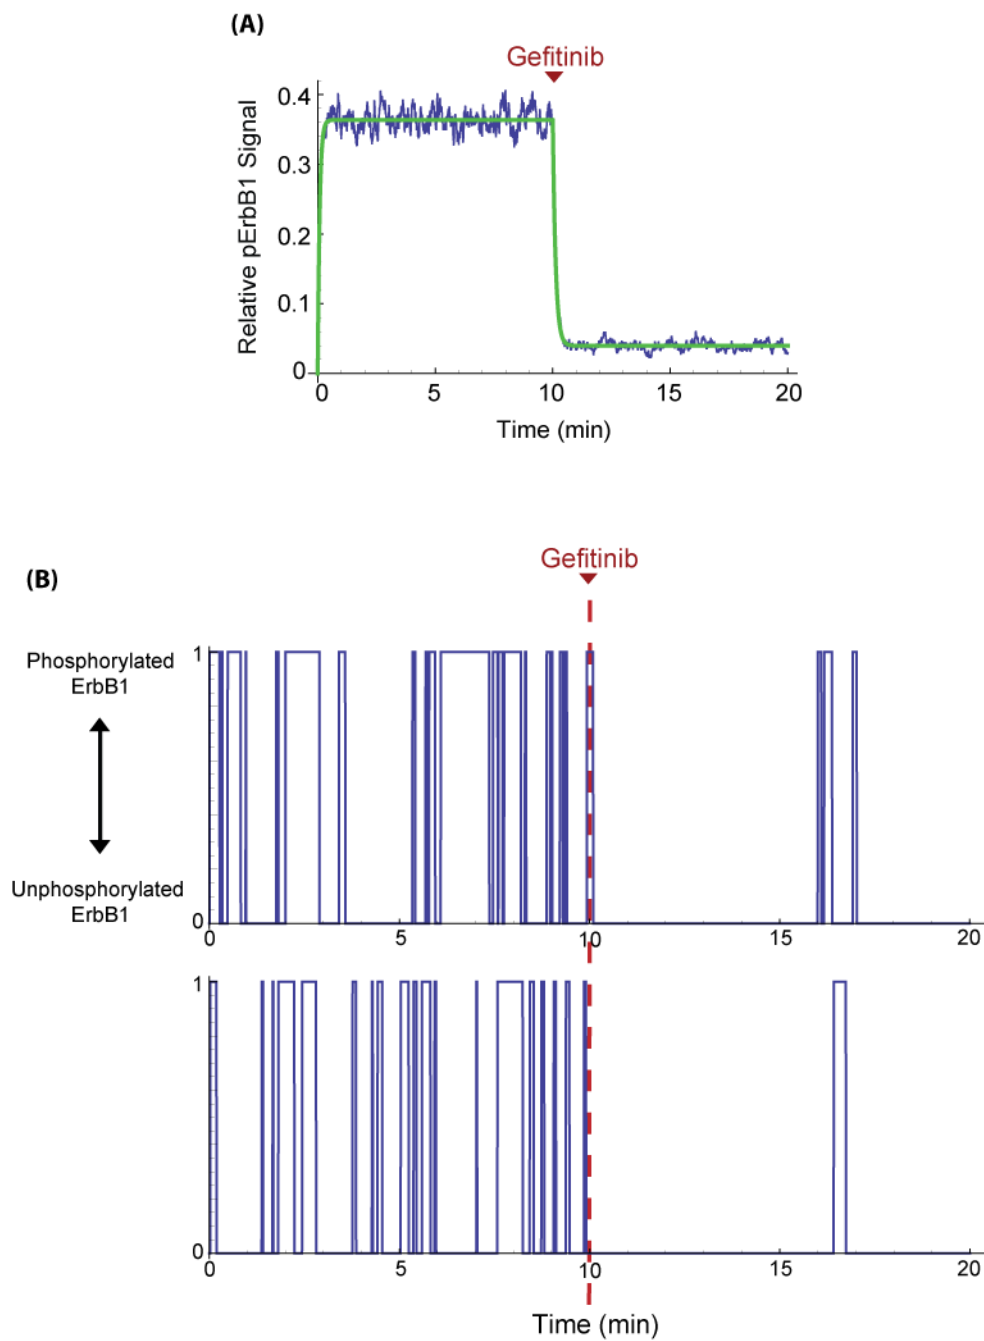 (A)
Gefitinib
Relative pErbB1 Signal
0.4
0.3
0.2
0.1
0
0 5 10 15 20
Time (min)
Gefitinib
(B)
1
Phosphorylated
ErbB1
Unphosphorylated
ErbB1
0
0 5 10 15 20
1
0
0 5 10 15 20
Time (min)